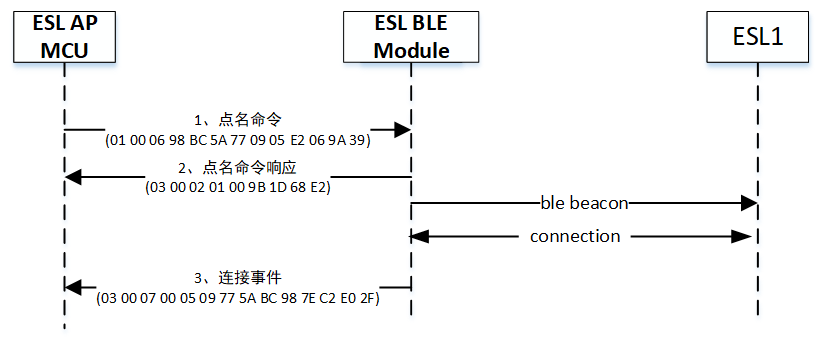 ESL AP
MCU
ESL BLE
Module
ESL1
1、点名命令
(01 00 06 98 BC 5A 77 09 05 E2 06 9A 39)
2、点名命令响应
(03 00 02 01 00 9B 1D 68 E2)
ble beacon
connection
3、连接事件
(03 00 07 00 05 09 77 5A BC 98 7E C2 E0 2F)